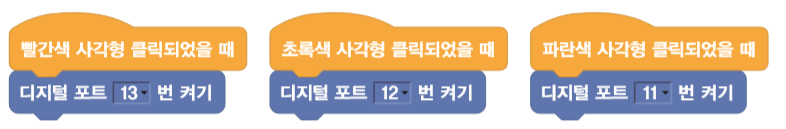 빨간색 사각형 클릭되었을 때
디지털 포트 13 번 켜기
초록색 사각형 클릭되었을 때
디지털 포트 12 번 켜기
파란색 사각형 클릭되었을 때
디지털 포트 11 번 켜기